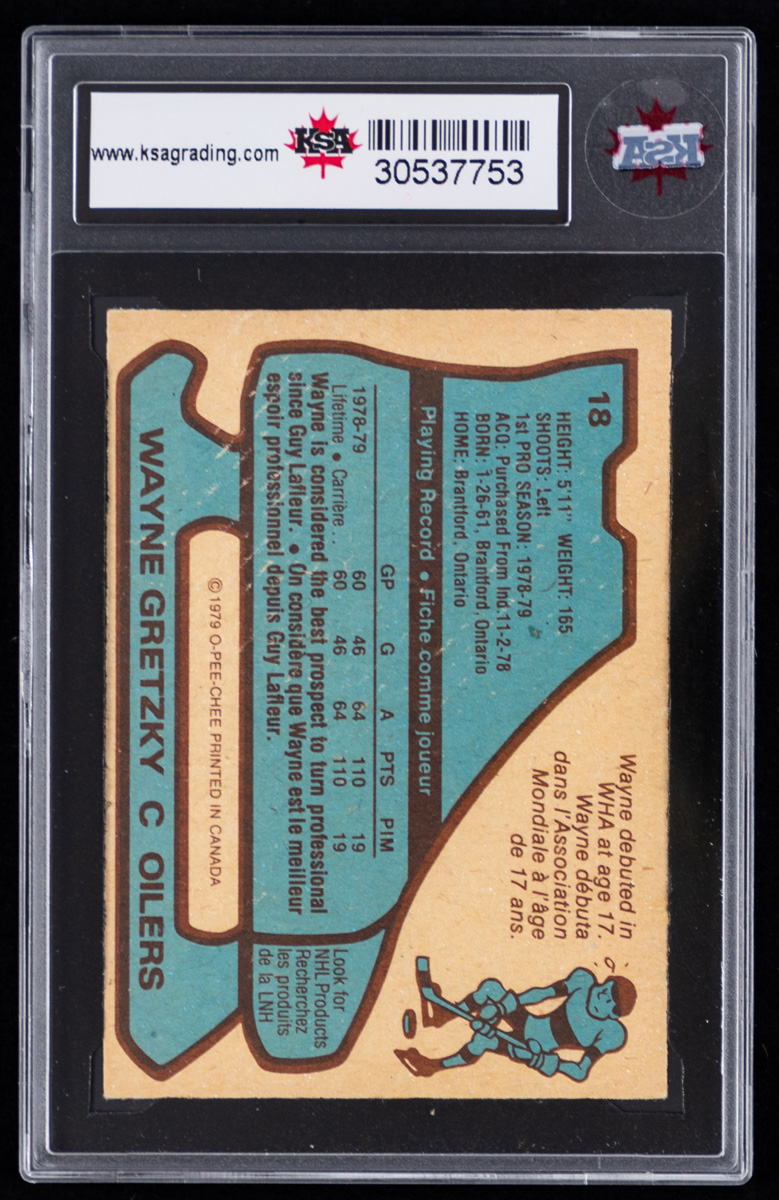 www.ksagrading.com
KSA
30537753
KSA
18
HEIGHT: 5'11" WEIGHT: 165
SHOOTS: Left
1st PRO SEASON: 1978-79
ACQ: Purchased From Ind. 11-2-78
BORN: 1-26-61, Brantford, Ontario
HOME: Brantford, Ontario
Wayne debuted in
WHA at age 17.
Wayne débuta
dans l'Association
Mondiale à l'âge
de 17 ans.
Playing Record • Fiche comme joueur
GP G A PTS PIM
1978-79 60 46 64 110 19
Lifetime • Carrière... 60 46 64 110 19
Wayne is considered the best prospect to turn professional
since Guy Lafleur. • On considère que Wayne est le meilleur
espoir professionnel depuis Guy Lafleur.
Look for
NHL Products
Recherchez
les produits
de la LNH
©1979 O-PEE-CHEE PRINTED IN CANADA
WAYNE GRETZKY C OILERS